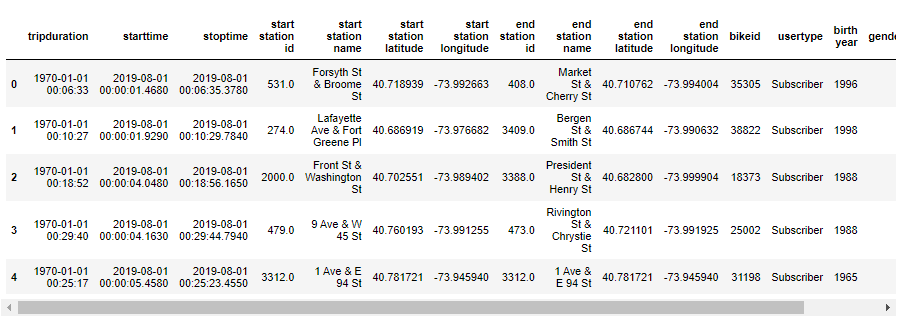 tripduration starttime stoptime start station id start station name start station latitude start station longitude end station id end station name end station latitude end station longitude bikeid usertype birth year gende
0 1970-01-01 00:06:33 2019-08-01 00:00:01.4680 2019-08-01 00:06:35.3780 531.0 Forsyth St & Broome St 40.718939 -73.992663 408.0 Market St & Cherry St 40.710762 -73.994004 35305 Subscriber 1996
1 1970-01-01 00:10:27 2019-08-01 00:00:01.9290 2019-08-01 00:10:29.7840 274.0 Lafayette Ave & Fort Greene Pl 40.686919 -73.976682 3409.0 Bergen St & Smith St 40.686744 -73.990632 38822 Subscriber 1998
2 1970-01-01 00:18:52 2019-08-01 00:00:04.0480 2019-08-01 00:18:56.1650 2000.0 Front St & Washington St 40.702551 -73.989402 3388.0 President St & Henry St 40.682800 -73.999904 18373 Subscriber 1988
3 1970-01-01 00:29:40 2019-08-01 00:00:04.1630 2019-08-01 00:29:44.7940 479.0 9 Ave & W 45 St 40.760193 -73.991255 473.0 Rivington St & Chrystie St 40.721101 -73.991925 25002 Subscriber 1988
4 1970-01-01 00:25:17 2019-08-01 00:00:05.4580 2019-08-01 00:25:23.4550 3312.0 1 Ave & E 94 St 40.781721 -73.945940 3312.0 1 Ave & E 94 St 40.781721 -73.945940 31198 Subscriber 1965